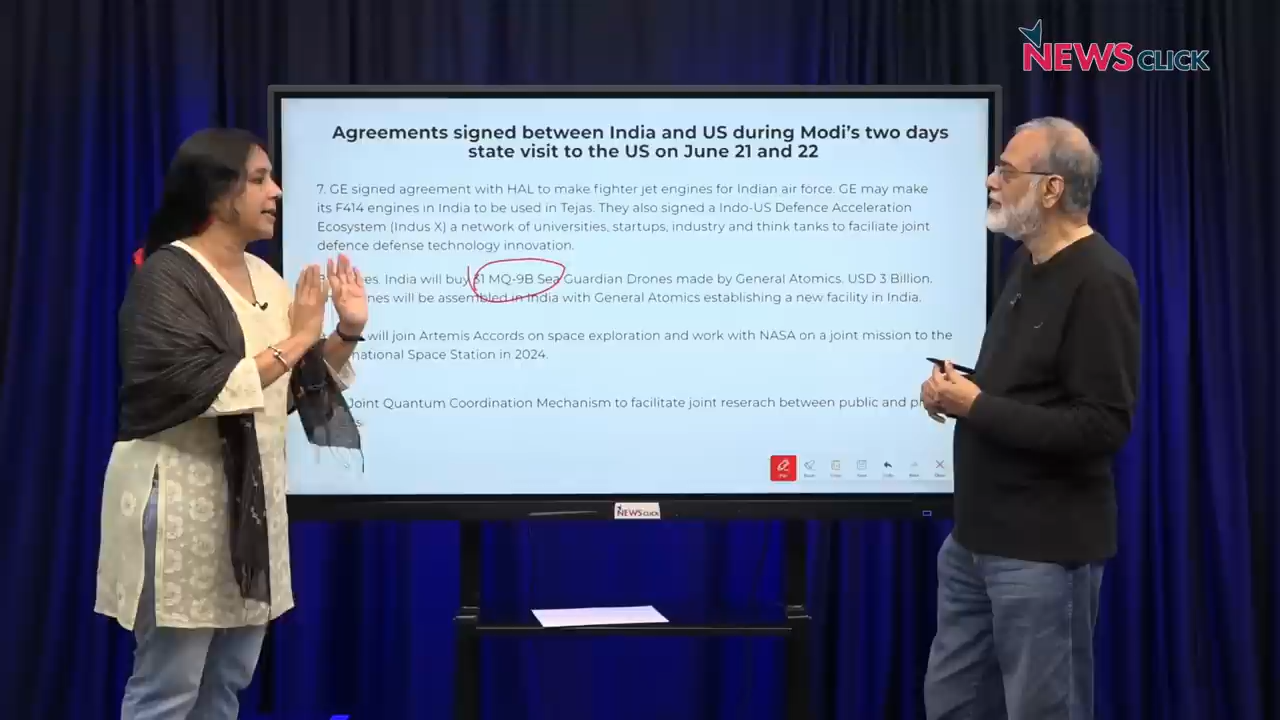 NEWSCLICK
Agreements signed between India and US during Modi's two days
state visit to the US on June 21 and 22
7. GE signed agreement with HAL to make fighter jet engines for Indian air force. GE may make
its F414 engines in India to be used in Tejas. They also signed a Indo-US Defence Acceleration
Ecosystem (Indus X) a network of universities, startups, industry and think tanks to faciliate joint
defence defense technology innovation.
India will buy 31 MQ-9B Sea Guardian Drones made by General Atomics. USD 3 Billion.
will be assembled in India with General Atomics establishing a new facility in India.
will join Artemis Accords on space exploration and work with NASA on a joint mission to the
Space Station in 2024.
Joint Quantum Coordination Mechanism to facilitate joint reserach between public and
NEWSCLICK